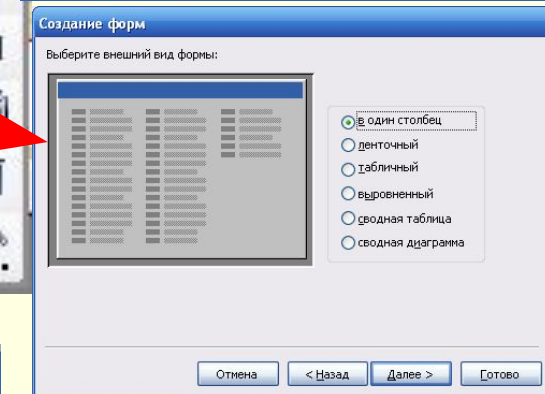 Создание форм
Выберите внешний вид формы:
в один столбец
ленточный
табличный
выровненный
сводная таблица
сводная диаграмма
Отмена
< Назад
Далее >
Готово